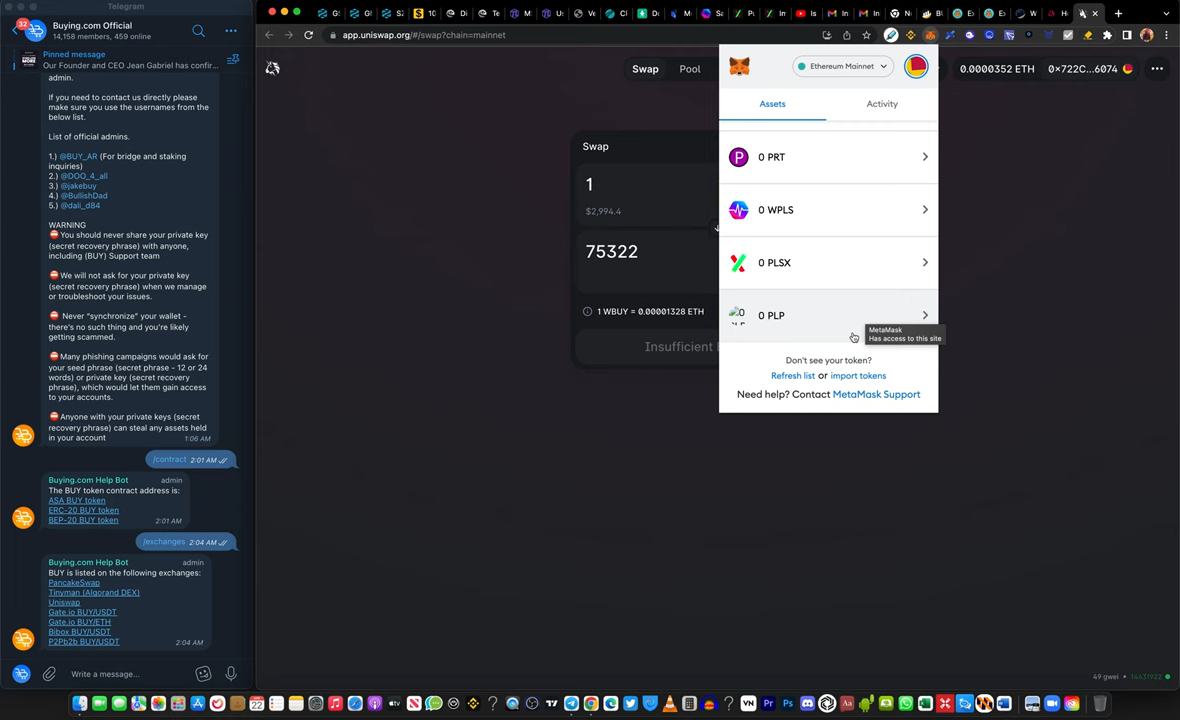 Telegram
32
Buying.com Official
14,158 members, 459 online
Pinned message
Our Founder and CEO Jean Gabriel has confir...
admin.
If you need to contact us directly please
make sure you use the usernames from the
below list.
List of official admins.
1.) @BUY_AR (For bridge and staking
inquiries)
2.) @DOO_4_all
3.) @jakebuy
4.) @BullishDad
5.) @dali_d84
WARNING
You should never share your private key
(secret recovery phrase) with anyone,
including (BUY) Support team
We will not ask for your private key
(secret recovery phrase) when we manage
or troubleshoot your issues.
Never “synchronize” your wallet -
there's no such thing and you're likely
getting scammed.
Many phishing campaigns would ask for
your seed phrase (secret phrase - 12 or 24
words) or private key (secret recovery
phrase), which would let them gain access
to your accounts.
Anyone with your private keys (secret
recovery phrase) can steal any assets held
in your account
1:06 AM
/contract 2:01 AM
Buying.com Help Bot admin
The BUY token contract address is:
ASA BUY token
ERC-20 BUY token
BEP-20 BUY token
2:01 AM
/exchanges 2:04 AM
Buying.com Help Bot admin
BUY is listed on the following exchanges:
PancakeSwap
Tinyman (Algorand DEX)
Uniswap
Gate.io BUY/USDT
Gate.io BUY/ETH
Bibox BUY/USDT
P2Pb2b BUY/USDT
2:04 AM
Write a message...
app.uniswap.org/#/swap?chain=mainnet
Swap
Pool
0.0000352 ETH
0×722C...6074
Swap
1
$2,994.4
75322
1 WBUY = 0.00001328 ETH
Insufficient
Ethereum Mainnet
Assets
Activity
0 PRT
0 WPLS
0 PLSX
0 PLP
MetaMask
Has access to this site
Don't see your token?
Refresh list or import tokens
Need help? Contact MetaMask Support
49 gwei
14631922